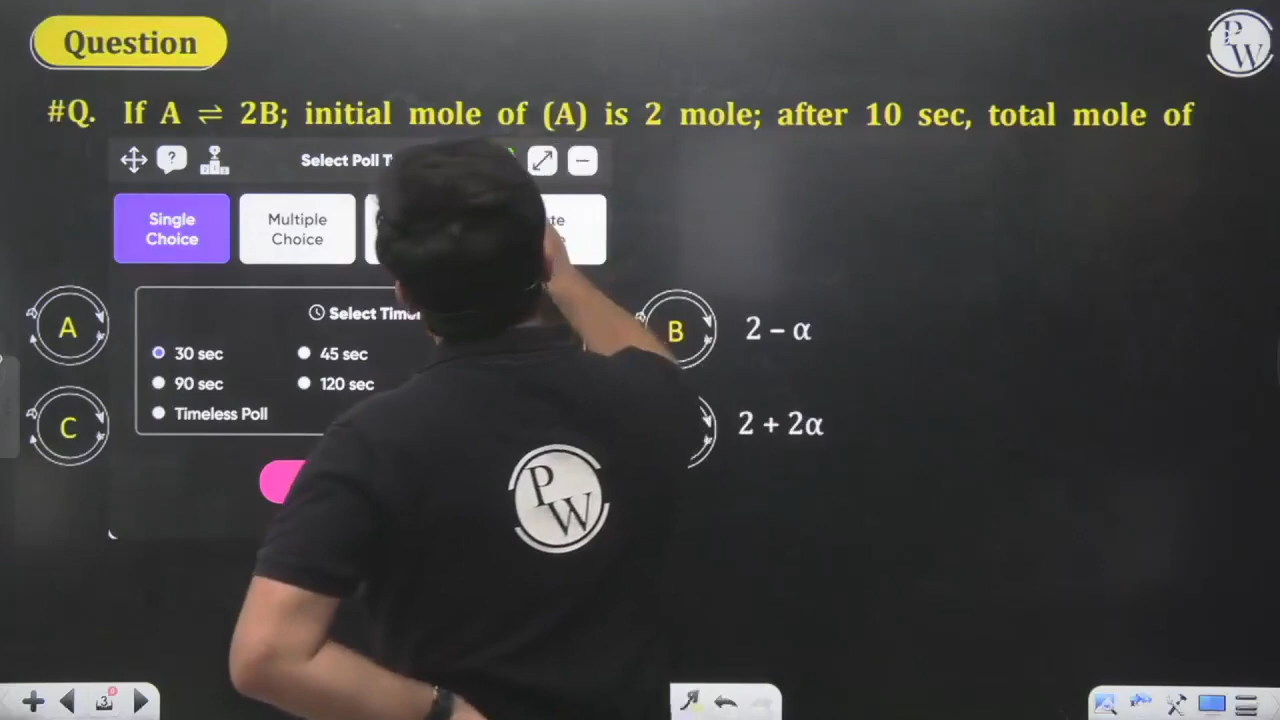 Question
P
W
#Q. If A ⇌ 2B; initial mole of (A) is 2 mole; after 10 sec, total mole of
Select Poll
Single
Choice
Multiple
Choice
A
Select
B
2 − α
30 sec
45 sec
90 sec
120 sec
C
Timeless Poll
2 + 2α
P
W
3